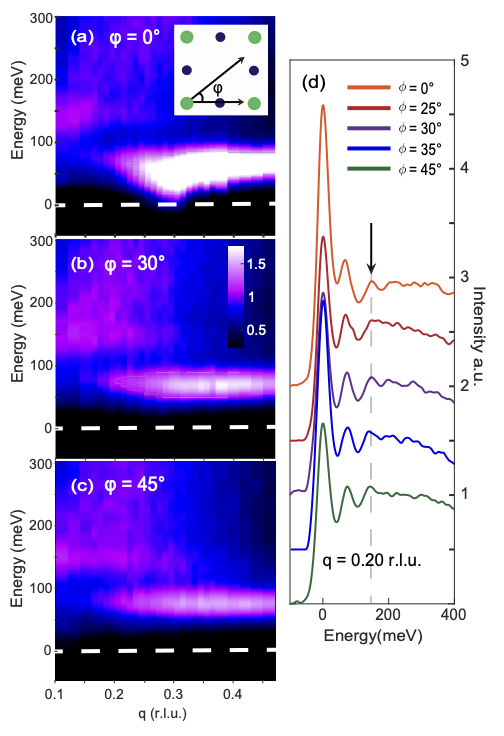 300
(a) φ = 0°
200
100
0
Energy (meV)
φ
300
(b) φ = 30°
200
100
0
Energy (meV)
1.5
1
0.5
300
(c) φ = 45°
200
100
0
Energy (meV)
0.1 0.2 0.3 0.4
q (r.l.u.)
(d)
ϕ = 0°
ϕ = 25°
ϕ = 30°
ϕ = 35°
ϕ = 45°
5
4
3
2
1
Intensity a.u.
q = 0.20 r.l.u.
0 200 400
Energy(meV)